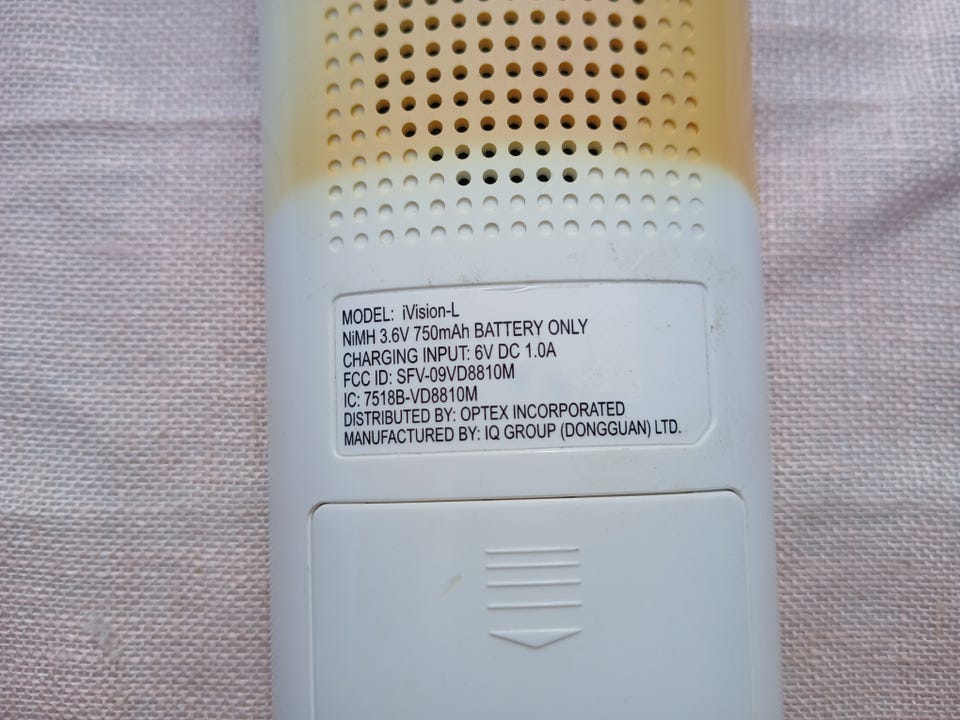 MODEL: iVision-L
NiMH 3.6V 750mAh BATTERY ONLY
CHARGING INPUT: 6V DC 1.0A
FCC ID: SFV-09VD8810M
IC: 7518B-VD8810M
DISTRIBUTED BY: OPTEX INCORPORATED
MANUFACTURED BY: IQ GROUP (DONGGUAN) LTD.